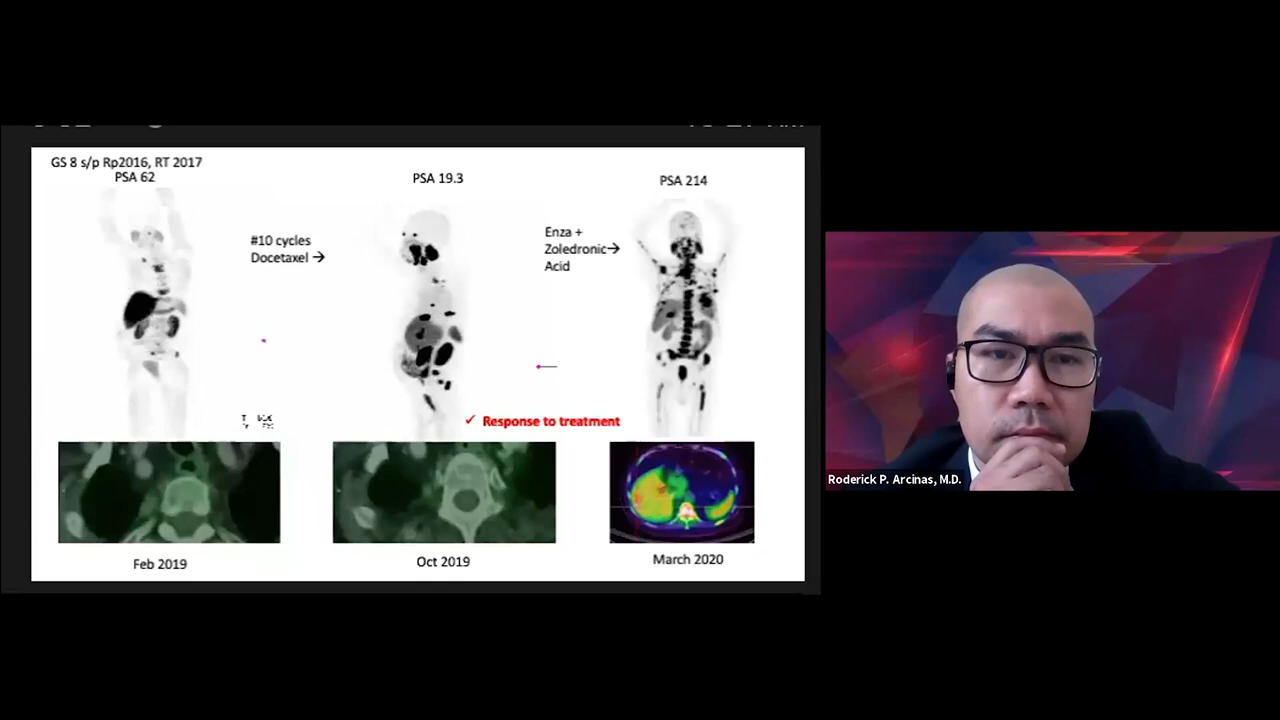 GS 8 s/p Rp2016, RT 2017
PSA 62
PSA 19.3
PSA 214
#10 cycles
Docetaxel →
Enza +
Zoledronic→
Acid
✓ Response to treatment
Feb 2019
Oct 2019
March 2020
Roderick P. Arcinas, M.D.